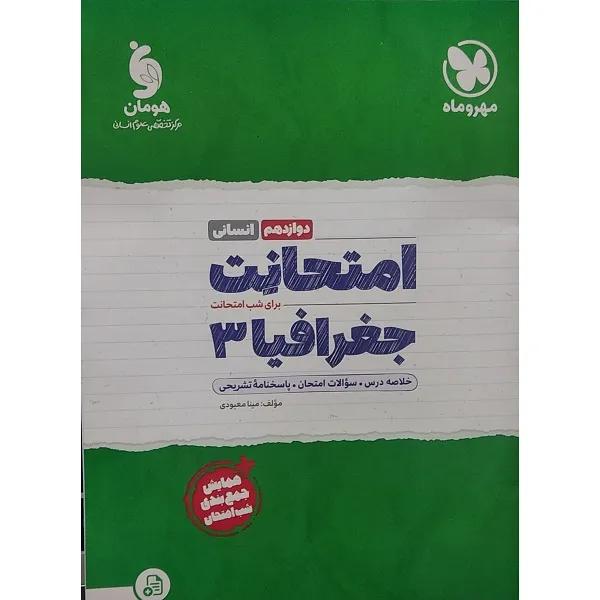 مهروماه
هومان
مرکز تخصصی علوم انسانی
دوازدهم انسانی
امتحانِت
برای شب امتحانت
جغرافیا ۳
خلاصه درس • سؤالات امتحان • پاسخنامهٔ تشریحی
مؤلف: مینا معبودی
همایش
جمع بندی
شب امتحان